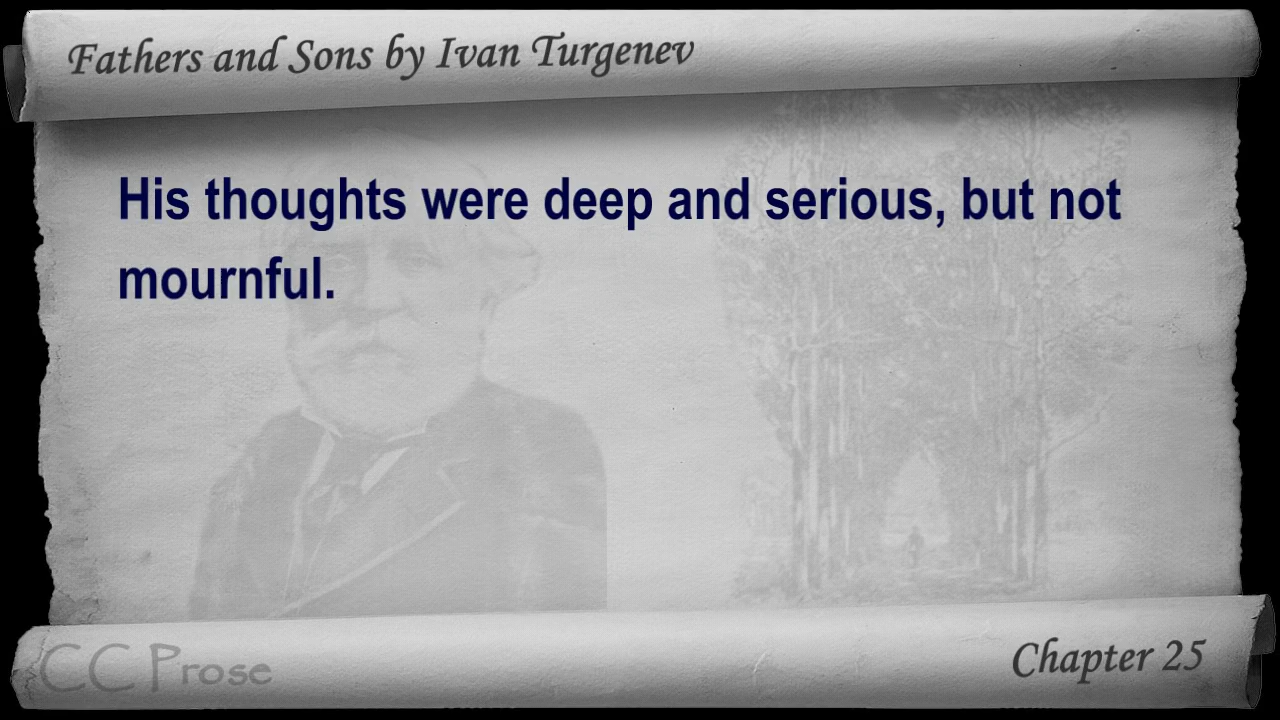 Fathers and Sons by Ivan Turgenev
His thoughts were deep and serious, but not
mournful.
CC Prose
Chapter 25